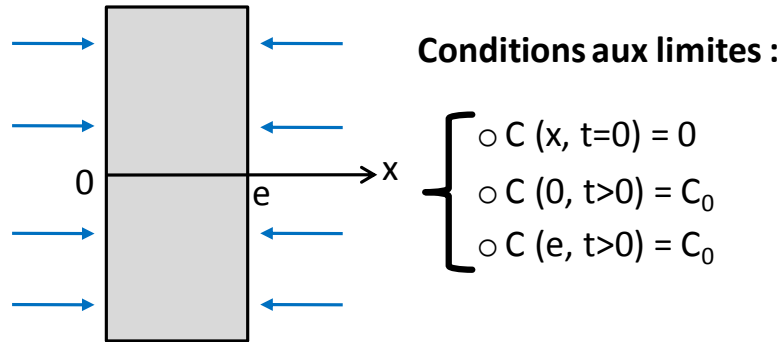 Conditions aux limites :
○ C (x, t=0) = 0
○ C (0, t>0) = C₀
○ C (e, t>0) = C₀
0
e
x